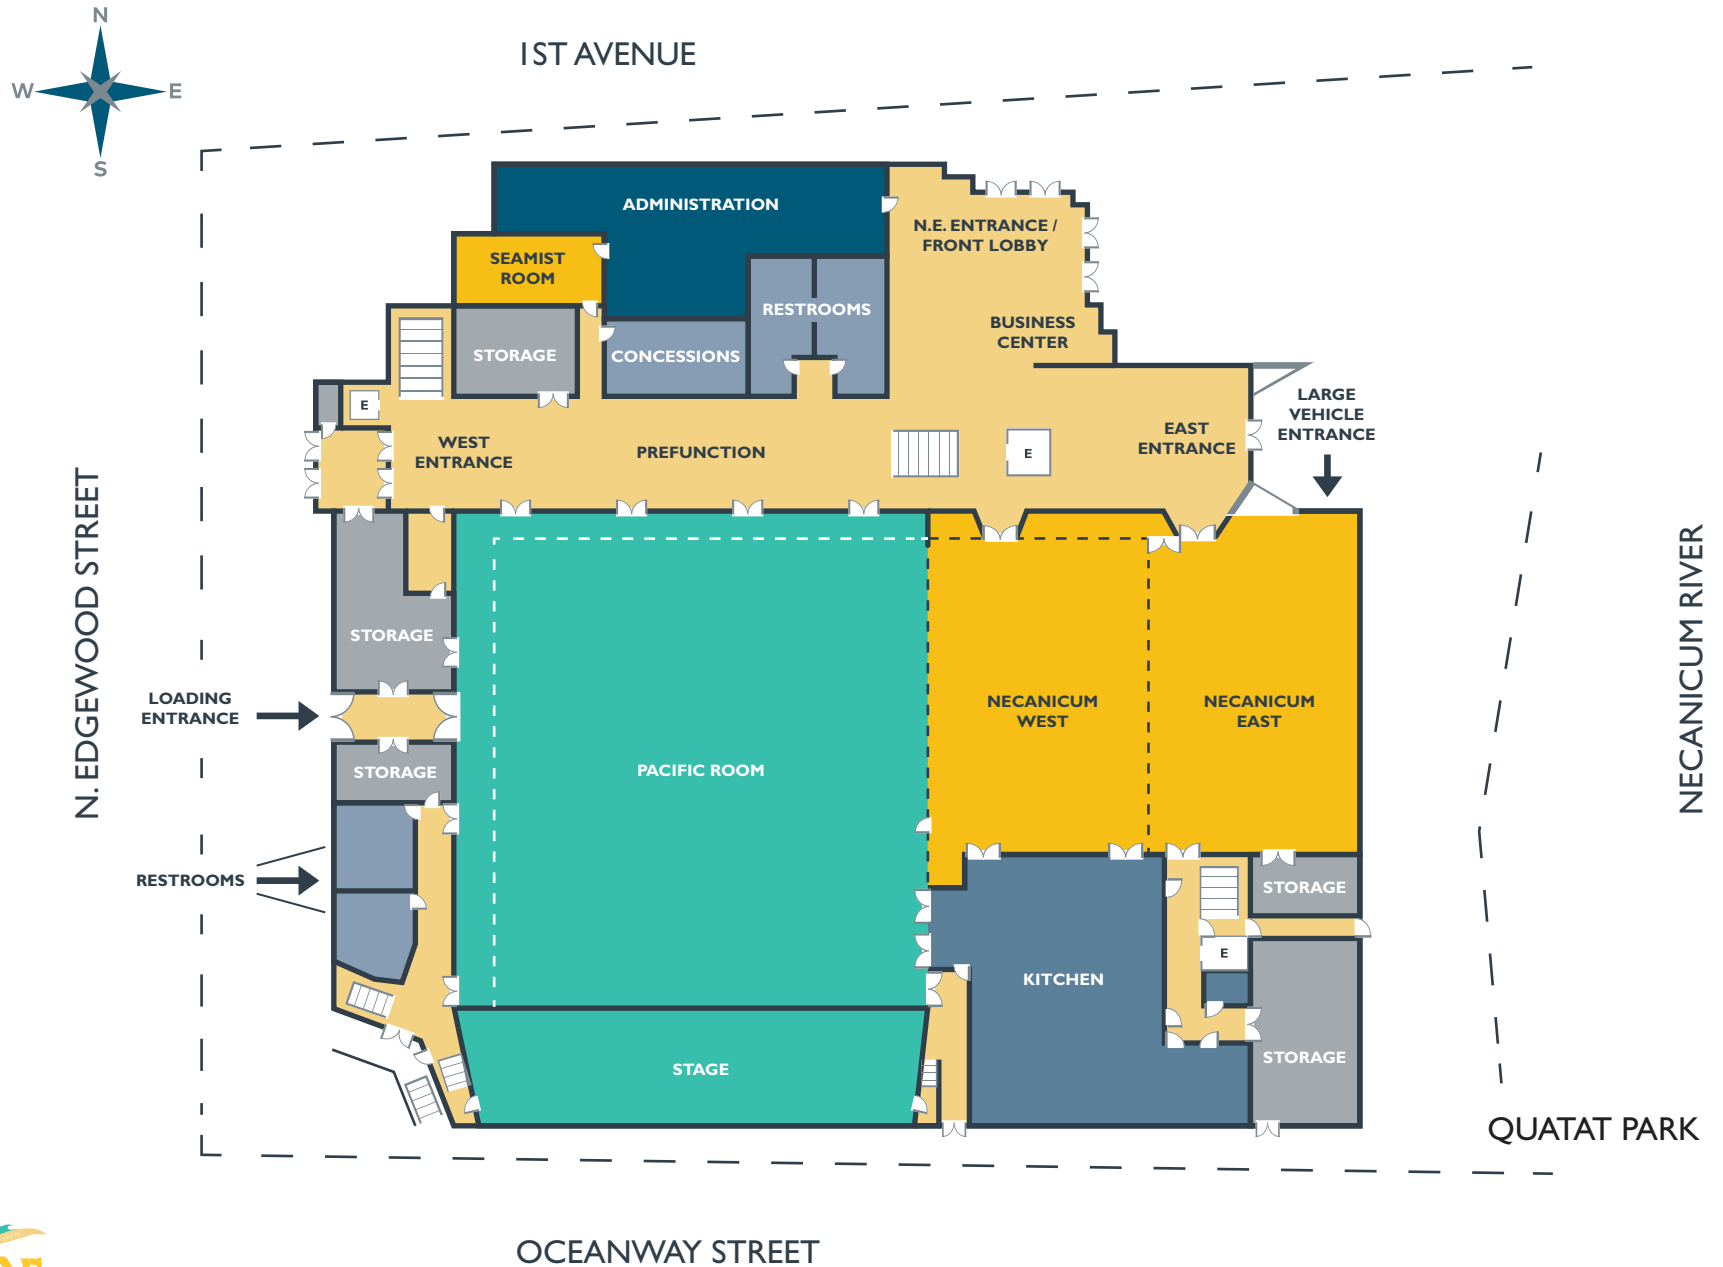 N
W
E
S
1ST AVENUE
ADMINISTRATION
N.E. ENTRANCE /
FRONT LOBBY
SEAMIST
ROOM
RESTROOMS
BUSINESS
CENTER
STORAGE
CONCESSIONS
E
LARGE
VEHICLE
ENTRANCE
WEST
ENTRANCE
PREFUNCTION
E
EAST
ENTRANCE
N. EDGEWOOD STREET
NECANICUM RIVER
STORAGE
LOADING
ENTRANCE
NECANICUM
WEST
NECANICUM
EAST
STORAGE
PACIFIC ROOM
RESTROOMS
STORAGE
E
KITCHEN
STORAGE
STAGE
QUATAT PARK
OCEANWAY STREET